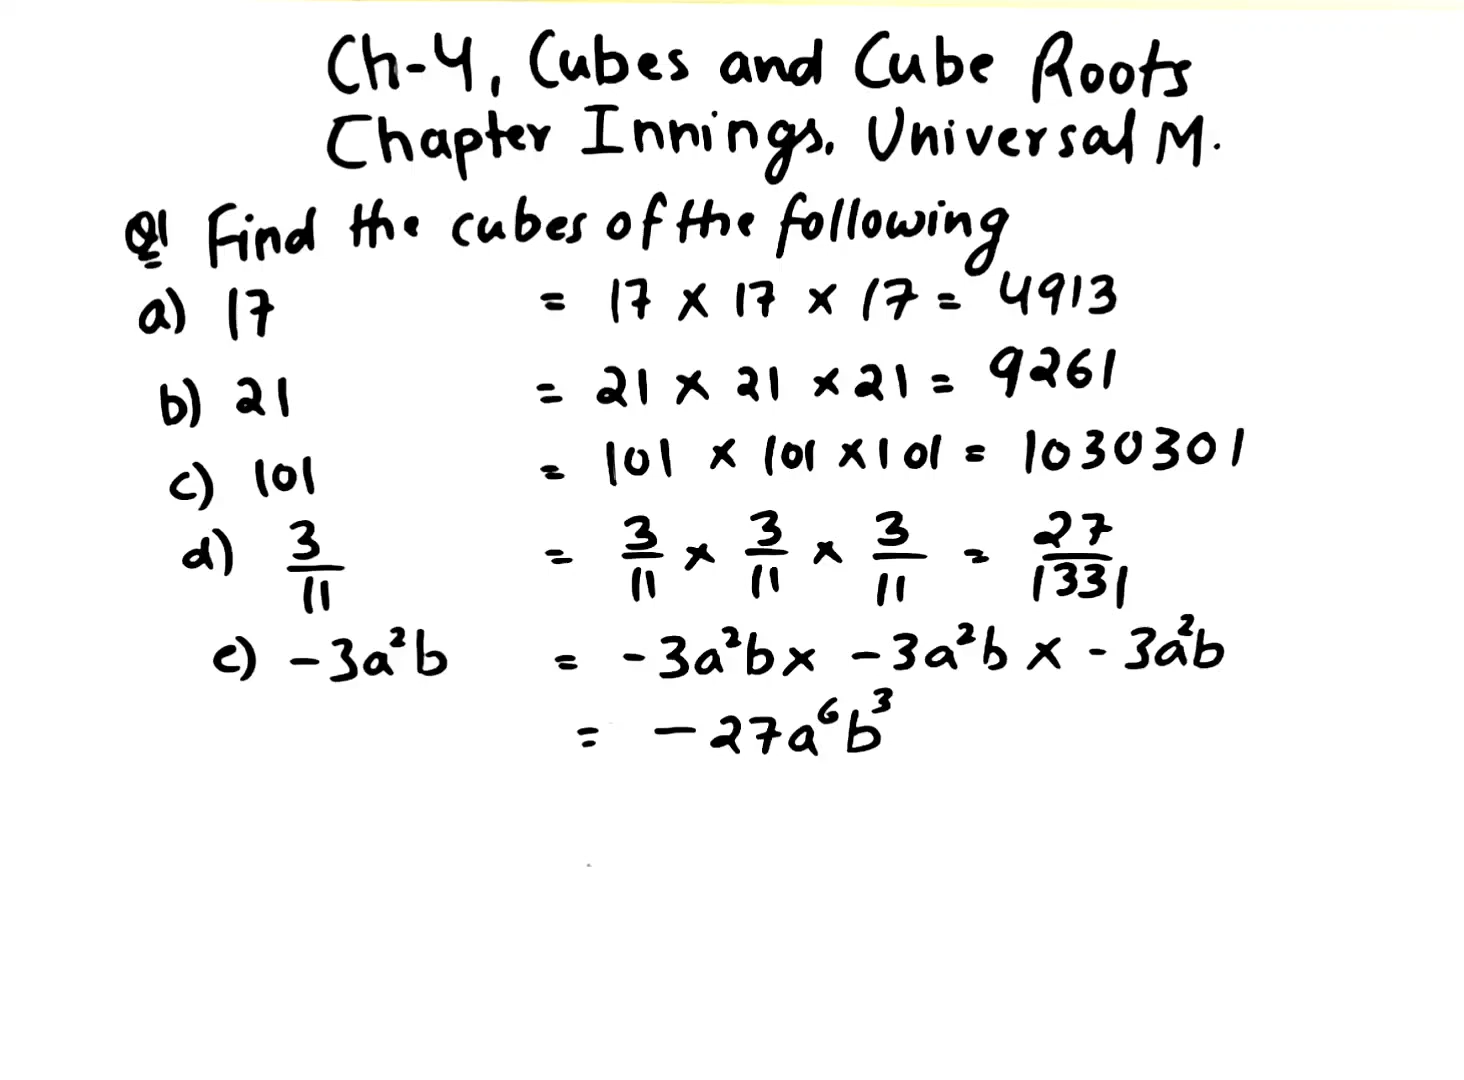 Ch-4, Cubes and Cube Roots
Chapter Innings. Universal M.
Q1 Find the cubes of the following
a) 17 = 17 × 17 × 17 = 4913
b) 21 = 21 × 21 × 21 = 9261
c) 101 = 101 × 101 × 101 = 1030301
d) 3/11 = 3/11 × 3/11 × 3/11 = 27/1331
c) -3a²b = -3a²b × -3a²b × -3a²b
= -27a⁶b³